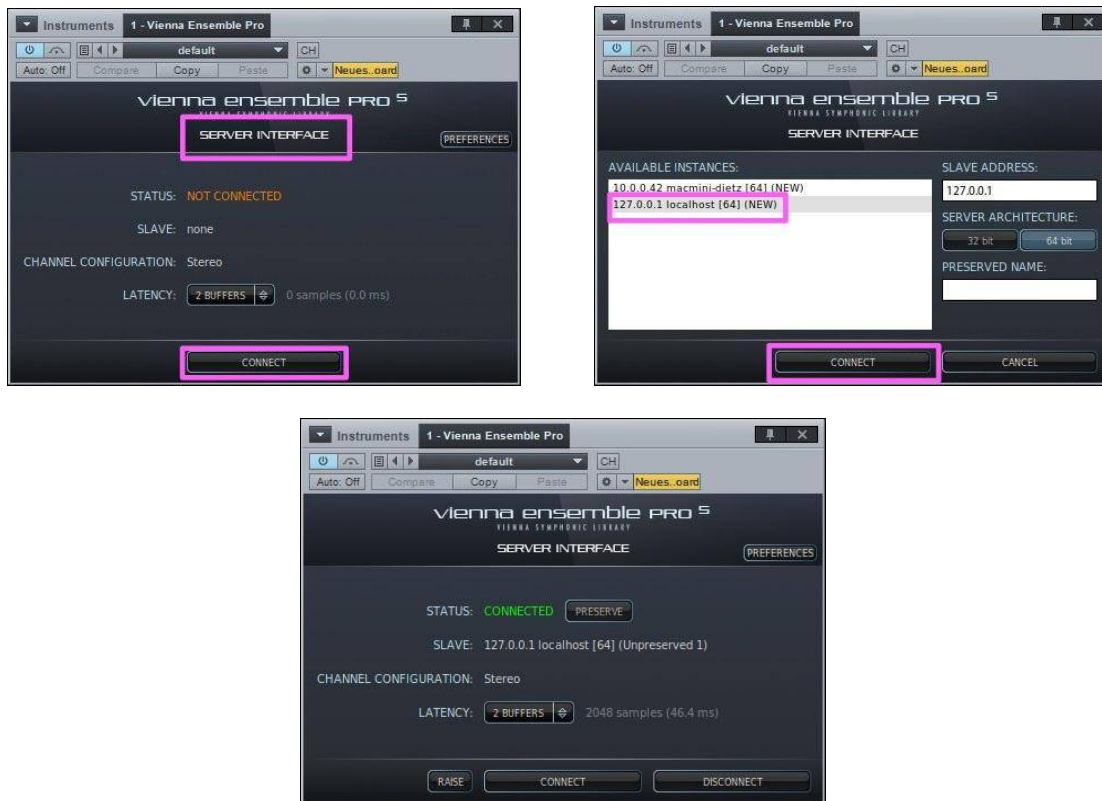 Instruments 1 - Vienna Ensemble Pro
default CH
Auto: Off Compare Copy Paste Neues..oard
vienna ensemble PRO 5
VIENNA SYMPHONIC LIBRARY
SERVER INTERFACE
PREFERENCES
STATUS: NOT CONNECTED
SLAVE: none
CHANNEL CONFIGURATION: Stereo
LATENCY: 2 BUFFERS 0 samples (0.0 ms)
CONNECT
Instruments 1 - Vienna Ensemble Pro
default CH
Auto: Off Compare Copy Paste Neues..oard
vienna ensemble PRO 5
VIENNA SYMPHONIC LIBRARY
SERVER INTERFACE
AVAILABLE INSTANCES:
10.0.0.42 macmini-dietz [64] (NEW)
127.0.0.1 localhost [64] (NEW)
SLAVE ADDRESS:
127.0.0.1
SERVER ARCHITECTURE:
32 bit 64 bit
PRESERVED NAME:
CONNECT CANCEL
Instruments 1 - Vienna Ensemble Pro
default CH
Auto: Off Compare Copy Paste Neues..oard
vienna ensemble PRO 5
VIENNA SYMPHONIC LIBRARY
SERVER INTERFACE
PREFERENCES
STATUS: CONNECTED PRESERVE
SLAVE: 127.0.0.1 localhost [64] (Unpreserved 1)
CHANNEL CONFIGURATION: Stereo
LATENCY: 2 BUFFERS 2048 samples (46.4 ms)
RAISE CONNECT DISCONNECT